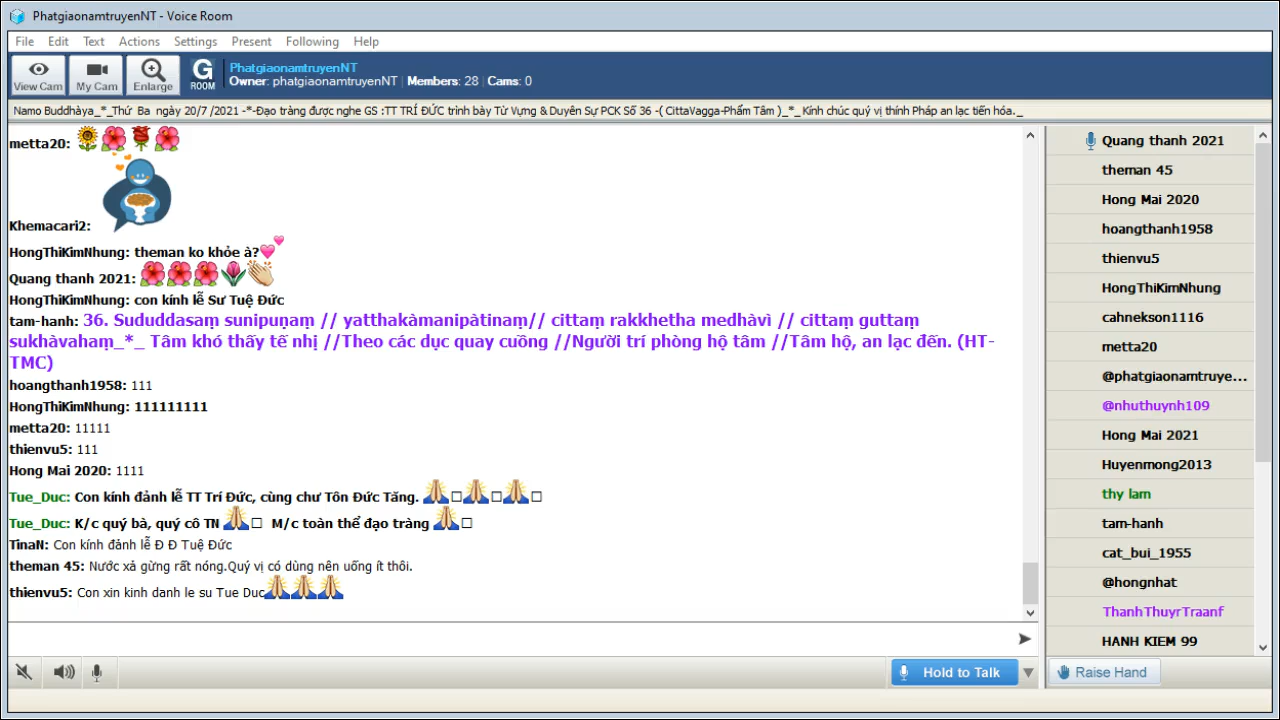 PhatgiaonamtruyenNT - Voice Room
File Edit Text Actions Settings Present Following Help
View Cam My Cam Enlarge G ROOM
PhatgiaonamtruyenNT
Owner: phatgiaonamtruyenNT | Members: 28 | Cams: 0
Namo Buddhàya_*_Thứ Ba ngày 20/7 /2021 -*-Đạo tràng được nghe GS :TT TRÍ ĐỨC trình bày Từ Vựng & Duyên Sự PCK Số 36 -( CittaVagga-Phẩm Tâm )_*_ Kính chúc quý vị thính Pháp an lạc tiến hóa._
metta20:
Khemacari2:
HongThiKimNhung: theman ko khỏe à?
Quang thanh 2021:
HongThiKimNhung: con kính lễ Sư Tuệ Đức
tam-hanh: 36. Sududdasaṃ sunipuṇaṃ // yatthakàmanipàtinaṃ// cittaṃ rakkhetha medhàvì // cittaṃ guttaṃ
sukhàvahaṃ_*_ Tâm khó thấy tế nhị //Theo các dục quay cuồng //Người trí phòng hộ tâm //Tâm hộ, an lạc đến. (HT-
TMC)
hoangthanh1958: 111
HongThiKimNhung: 111111111
metta20: 11111
thienvu5: 111
Hong Mai 2020: 1111
Tue_Duc: Con kính đảnh lễ TT Trí Đức, cùng chư Tôn Đức Tăng.
Tue_Duc: K/c quý bà, quý cô TN M/c toàn thể đạo tràng
TinaN: Con kính đảnh lễ Đ Đ Tuệ Đức
theman 45: Nước xả gừng rất nóng.Quý vị có dùng nên uống ít thôi.
thienvu5: Con xin kinh danh le su Tue Duc
Hold to Talk
Quang thanh 2021
theman 45
Hong Mai 2020
hoangthanh1958
thienvu5
HongThiKimNhung
cahnekson1116
metta20
@phatgiaonamtruye...
@nhuthuynh109
Hong Mai 2021
Huyenmong2013
thy lam
tam-hanh
cat_bui_1955
@hongnhat
ThanhThuyrTraanf
HANH KIEM 99
Raise Hand